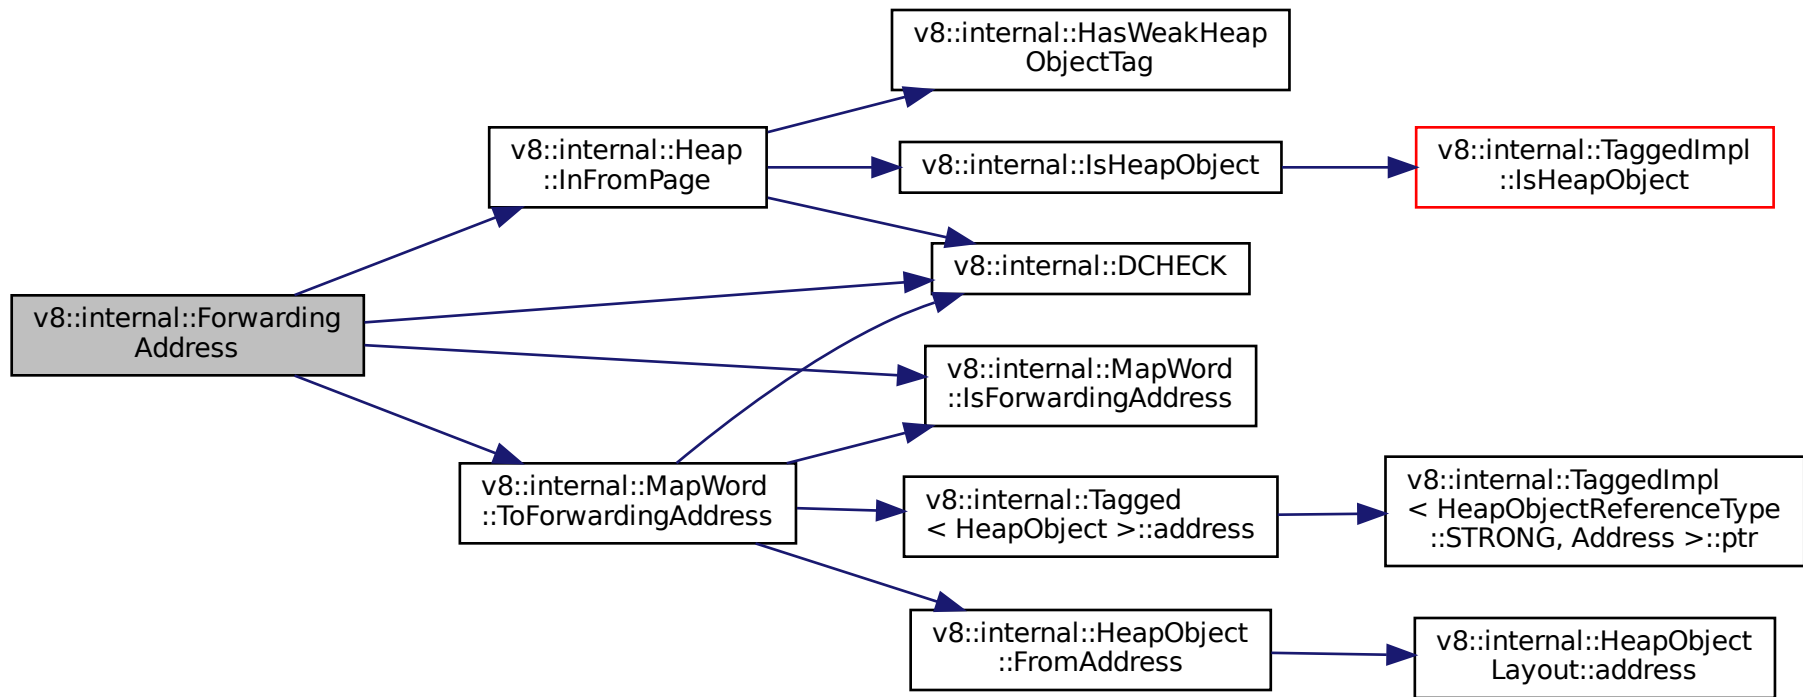 v8::internal::HasWeakHeap
ObjectTag
v8::internal::Heap
::InFromPage
v8::internal::IsHeapObject
v8::internal::TaggedImpl
::IsHeapObject
v8::internal::DCHECK
v8::internal::Forwarding
Address
v8::internal::MapWord
::IsForwardingAddress
v8::internal::MapWord
::ToForwardingAddress
v8::internal::Tagged
< HeapObject >::address
v8::internal::TaggedImpl
< HeapObjectReferenceType
::STRONG, Address >::ptr
v8::internal::HeapObject
::FromAddress
v8::internal::HeapObject
Layout::address